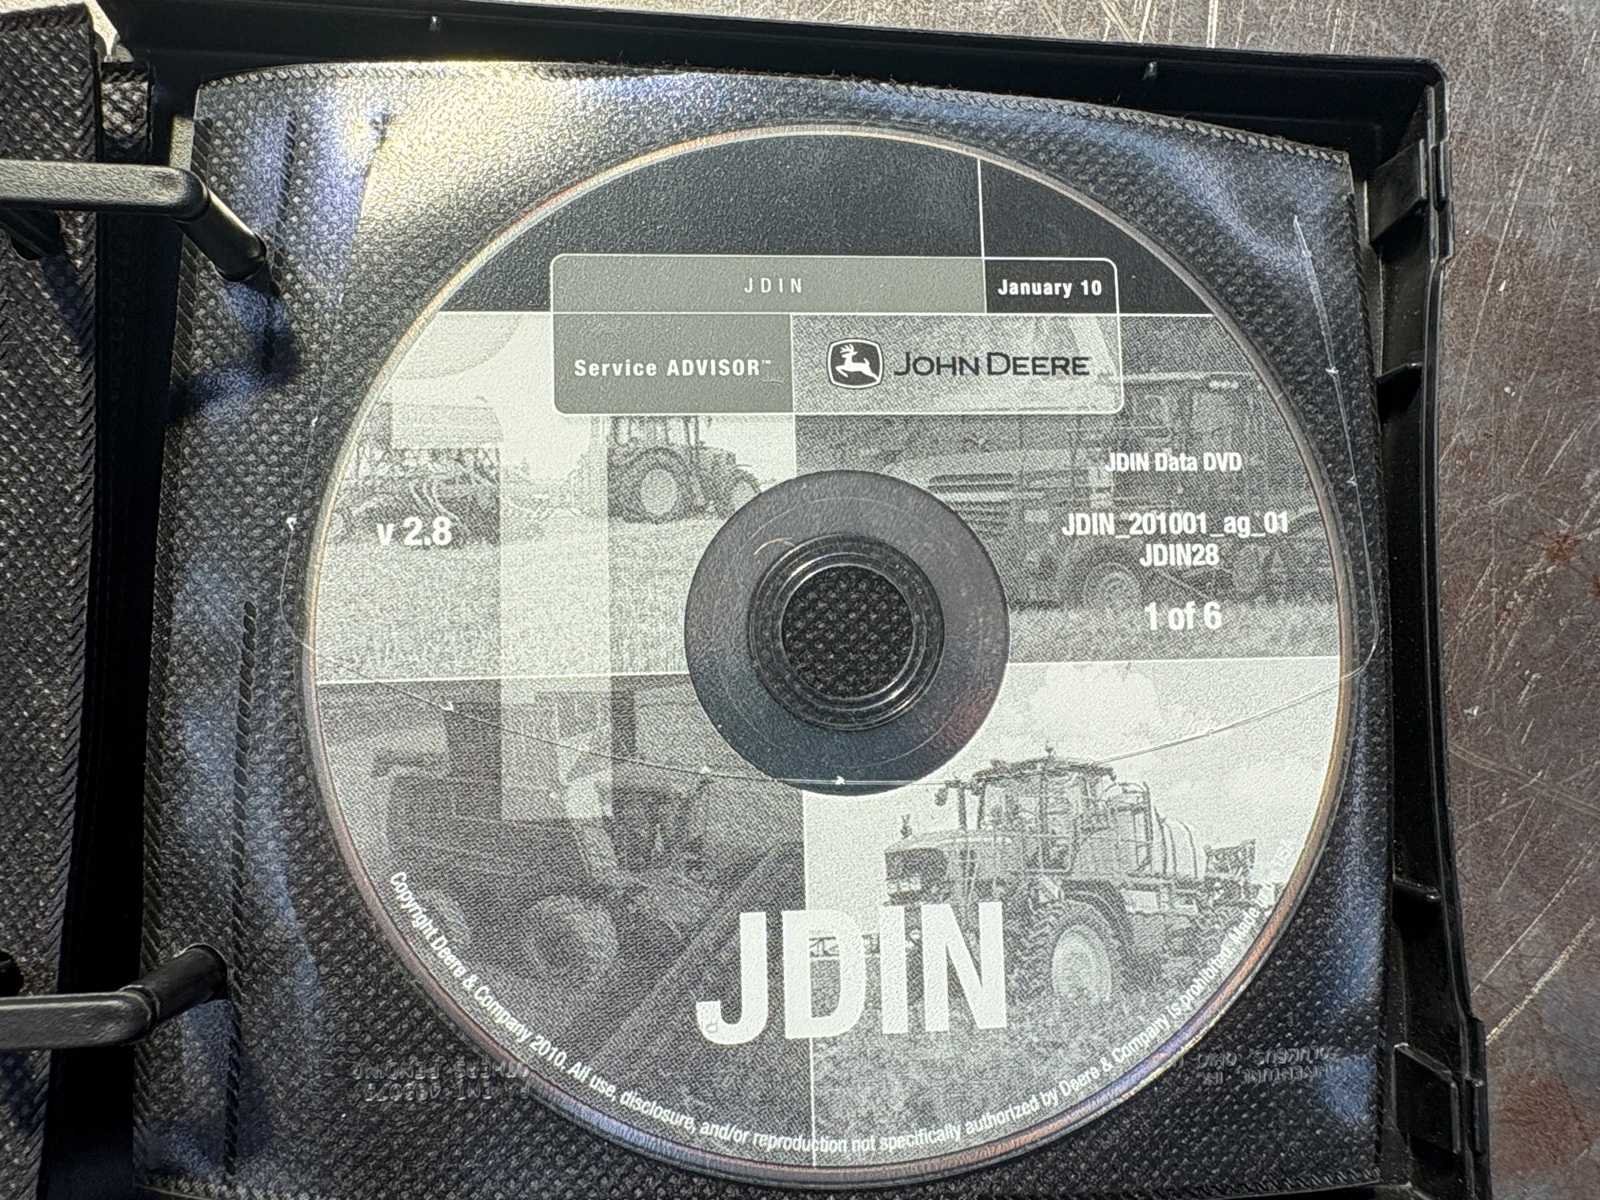 JDIN
January 10
Service ADVISOR™
JOHN DEERE
JDIN Data DVD
v 2.8
JDIN_201001_ag_01
JDIN28
1 of 6
JDIN
Copyright Deere & Company 2010. All use, disclosure, and/or reproduction not specifically authorized by Deere & Company is prohibited. Made